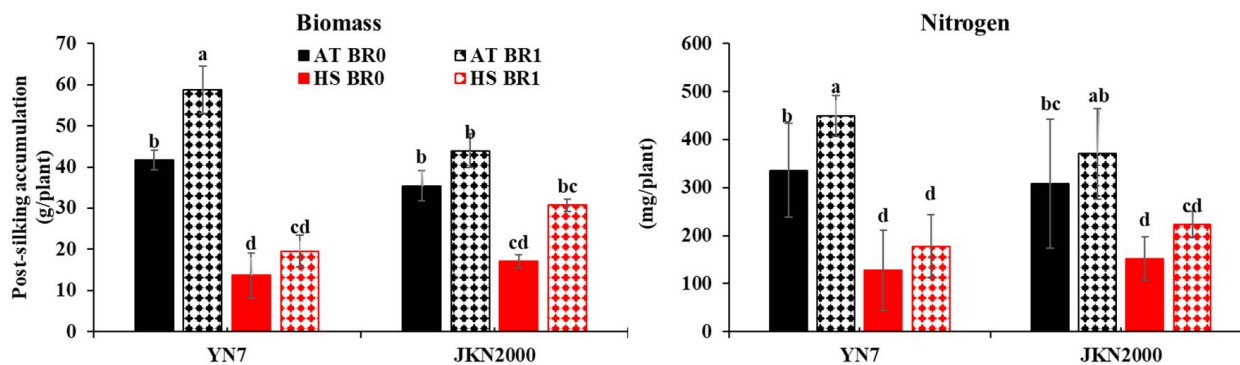 Biomass
AT BR0
AT BR1
HS BR0
HS BR1
Post-silking accumulation
(g/plant)
70
60
50
40
30
20
10
0
b
a
d
cd
b
b
cd
bc
YN7
JKN2000
Nitrogen
(mg/plant)
600
500
400
300
200
100
0
b
a
d
d
bc
ab
d
cd
YN7
JKN2000